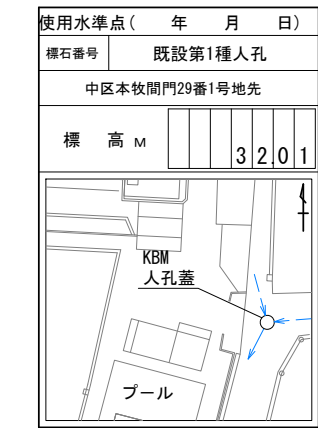 使用水準点(　　年　　月　　日)
標石番号　既設第1種人孔
中区本牧間門29番1号地先
標　高 M　32.01
KBM
人孔蓋
プール